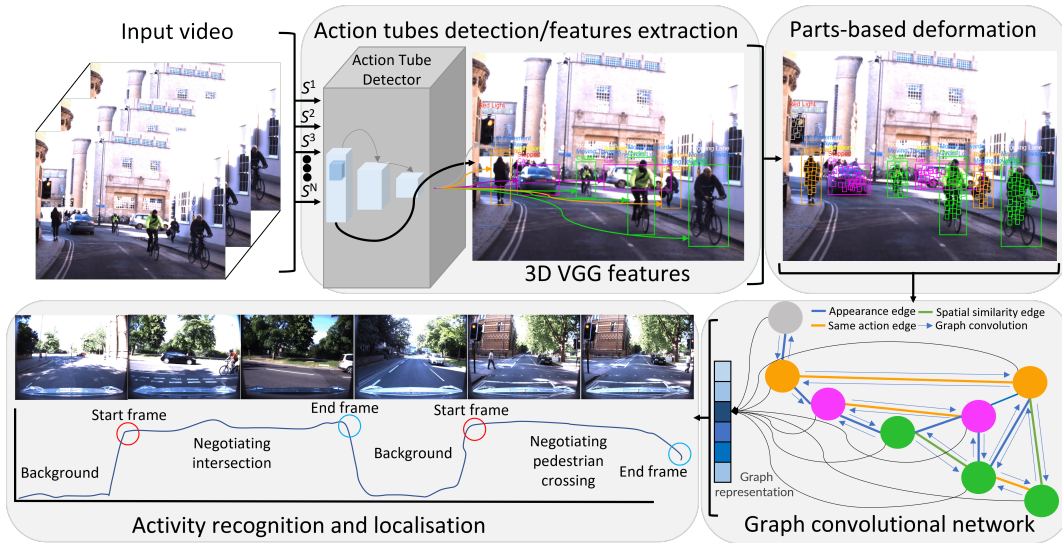 Input video
Action tubes detection/features extraction
Parts-based deformation
Action Tube
Detector
S1
S2
S3
SN
3D VGG features
Red Light
Appearance edge
Spatial similarity edge
Same action edge
Graph convolution
Graph
representation
Graph convolutional network
Start frame
End frame
Start frame
End frame
Background
Negotiating
intersection
Background
Negotiating
pedestrian
crossing
Activity recognition and localisation